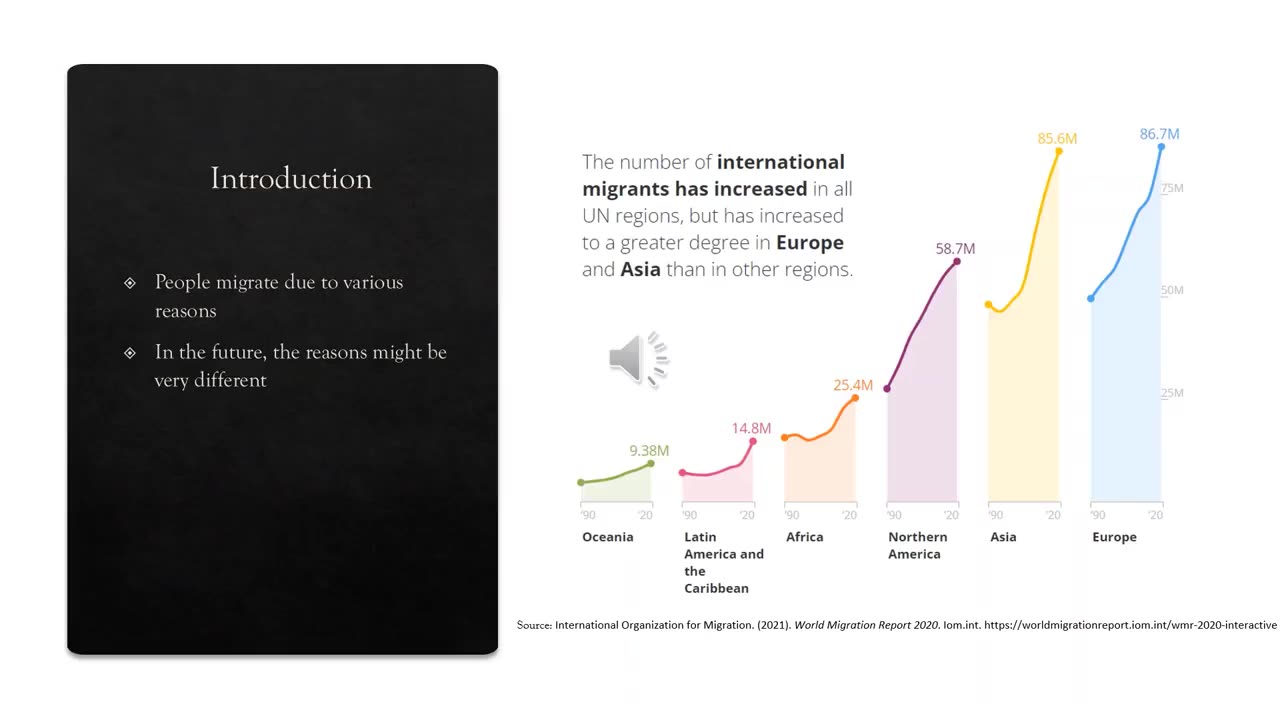 Introduction
People migrate due to various
reasons
In the future, the reasons might be
very different
The number of international
migrants has increased in all
UN regions, but has increased
to a greater degree in Europe
and Asia than in other regions.
9.38M
14.8M
25.4M
58.7M
85.6M
86.7M
75M
50M
25M
'90 '20 '90 '20 '90 '20 '90 '20 '90 '20 '90 '20
Oceania
Latin
America and
the
Caribbean
Africa
Northern
America
Asia
Europe
Source: International Organization for Migration. (2021). World Migration Report 2020. Iom.int. https://worldmigrationreport.iom.int/wmr-2020-interactive